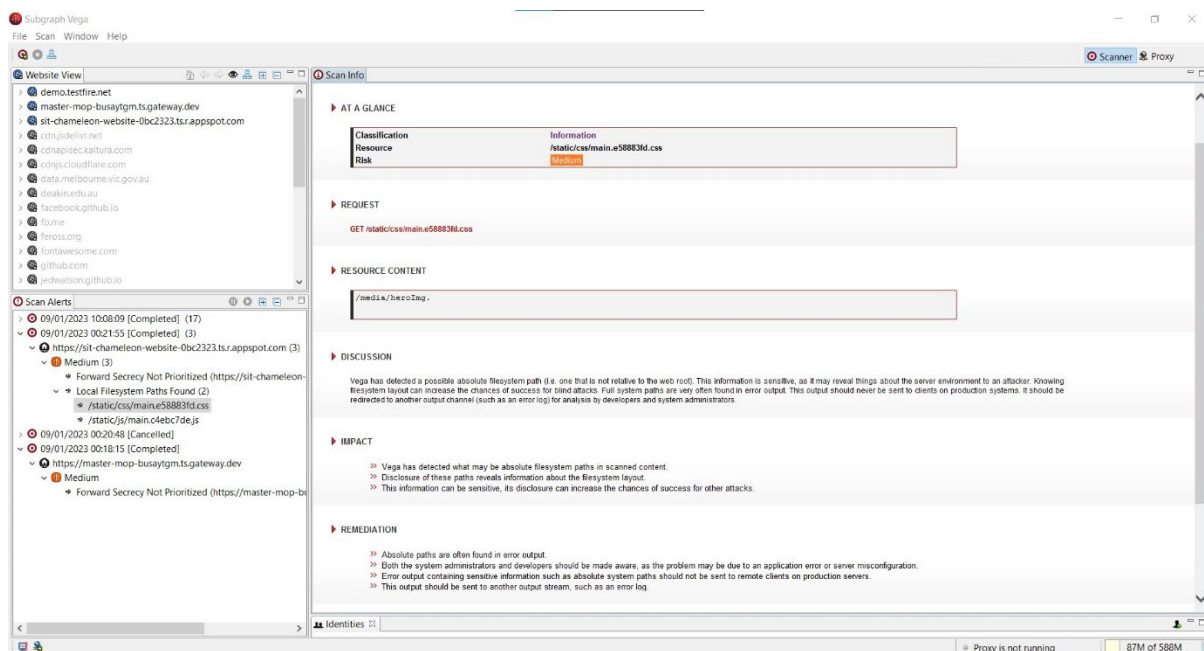 Subgraph Vega
File Scan Window Help
Scanner Proxy
Website View
demo.testfire.net
master-mop-busaytgm.ts.gateway.dev
sit-chameleon-website-0bc2323.ts.r.appspot.com
cdn.jsdelivr.net
cdnapisec.kaltura.com
cdnjs.cloudflare.com
data.melbourne.vic.gov.au
deakin.edu.au
facebook.github.io
fb.me
feross.org
fontawesome.com
github.com
jedwatson.github.io
Scan Alerts
09/01/2023 10:08:09 [Completed] (17)
09/01/2023 00:21:55 [Completed] (3)
https://sit-chameleon-website-0bc2323.ts.r.appspot.com (3)
Medium (3)
Forward Secrecy Not Prioritized (https://sit-chameleon-
Local Filesystem Paths Found (2)
/static/css/main.e58883fd.css
/static/js/main.c4ebc7de.js
09/01/2023 00:20:48 [Cancelled]
09/01/2023 00:18:15 [Completed]
https://master-mop-busaytgm.ts.gateway.dev
Medium
Forward Secrecy Not Prioritized (https://master-mop-bu
Scan Info
AT A GLANCE
Classification Information
Resource /static/css/main.e58883fd.css
Risk Medium
REQUEST
GET /static/css/main.e58883fd.css
RESOURCE CONTENT
/media/heroImg.
DISCUSSION
Vega has detected a possible absolute filesystem path (i.e. one that is not relative to the web root). This information is sensitive, as it may reveal things about the server environment to an attacker. Knowing
filesystem layout can increase the chances of success for blind attacks. Full system paths are very often found in error output. This output should never be sent to clients on production systems. It should be
redirected to another output channel (such as an error log) for analysis by developers and system administrators.
IMPACT
>> Vega has detected what may be absolute filesystem paths in scanned content.
>> Disclosure of these paths reveals information about the filesystem layout.
>> This information can be sensitive, its disclosure can increase the chances of success for other attacks.
REMEDIATION
>> Absolute paths are often found in error output.
>> Both the system administrators and developers should be made aware, as the problem may be due to an application error or server misconfiguration.
>> Error output containing sensitive information such as absolute system paths should not be sent to remote clients on production servers.
>> This output should be sent to another output stream, such as an error log.
Identities
Proxy is not running 87M of 588M